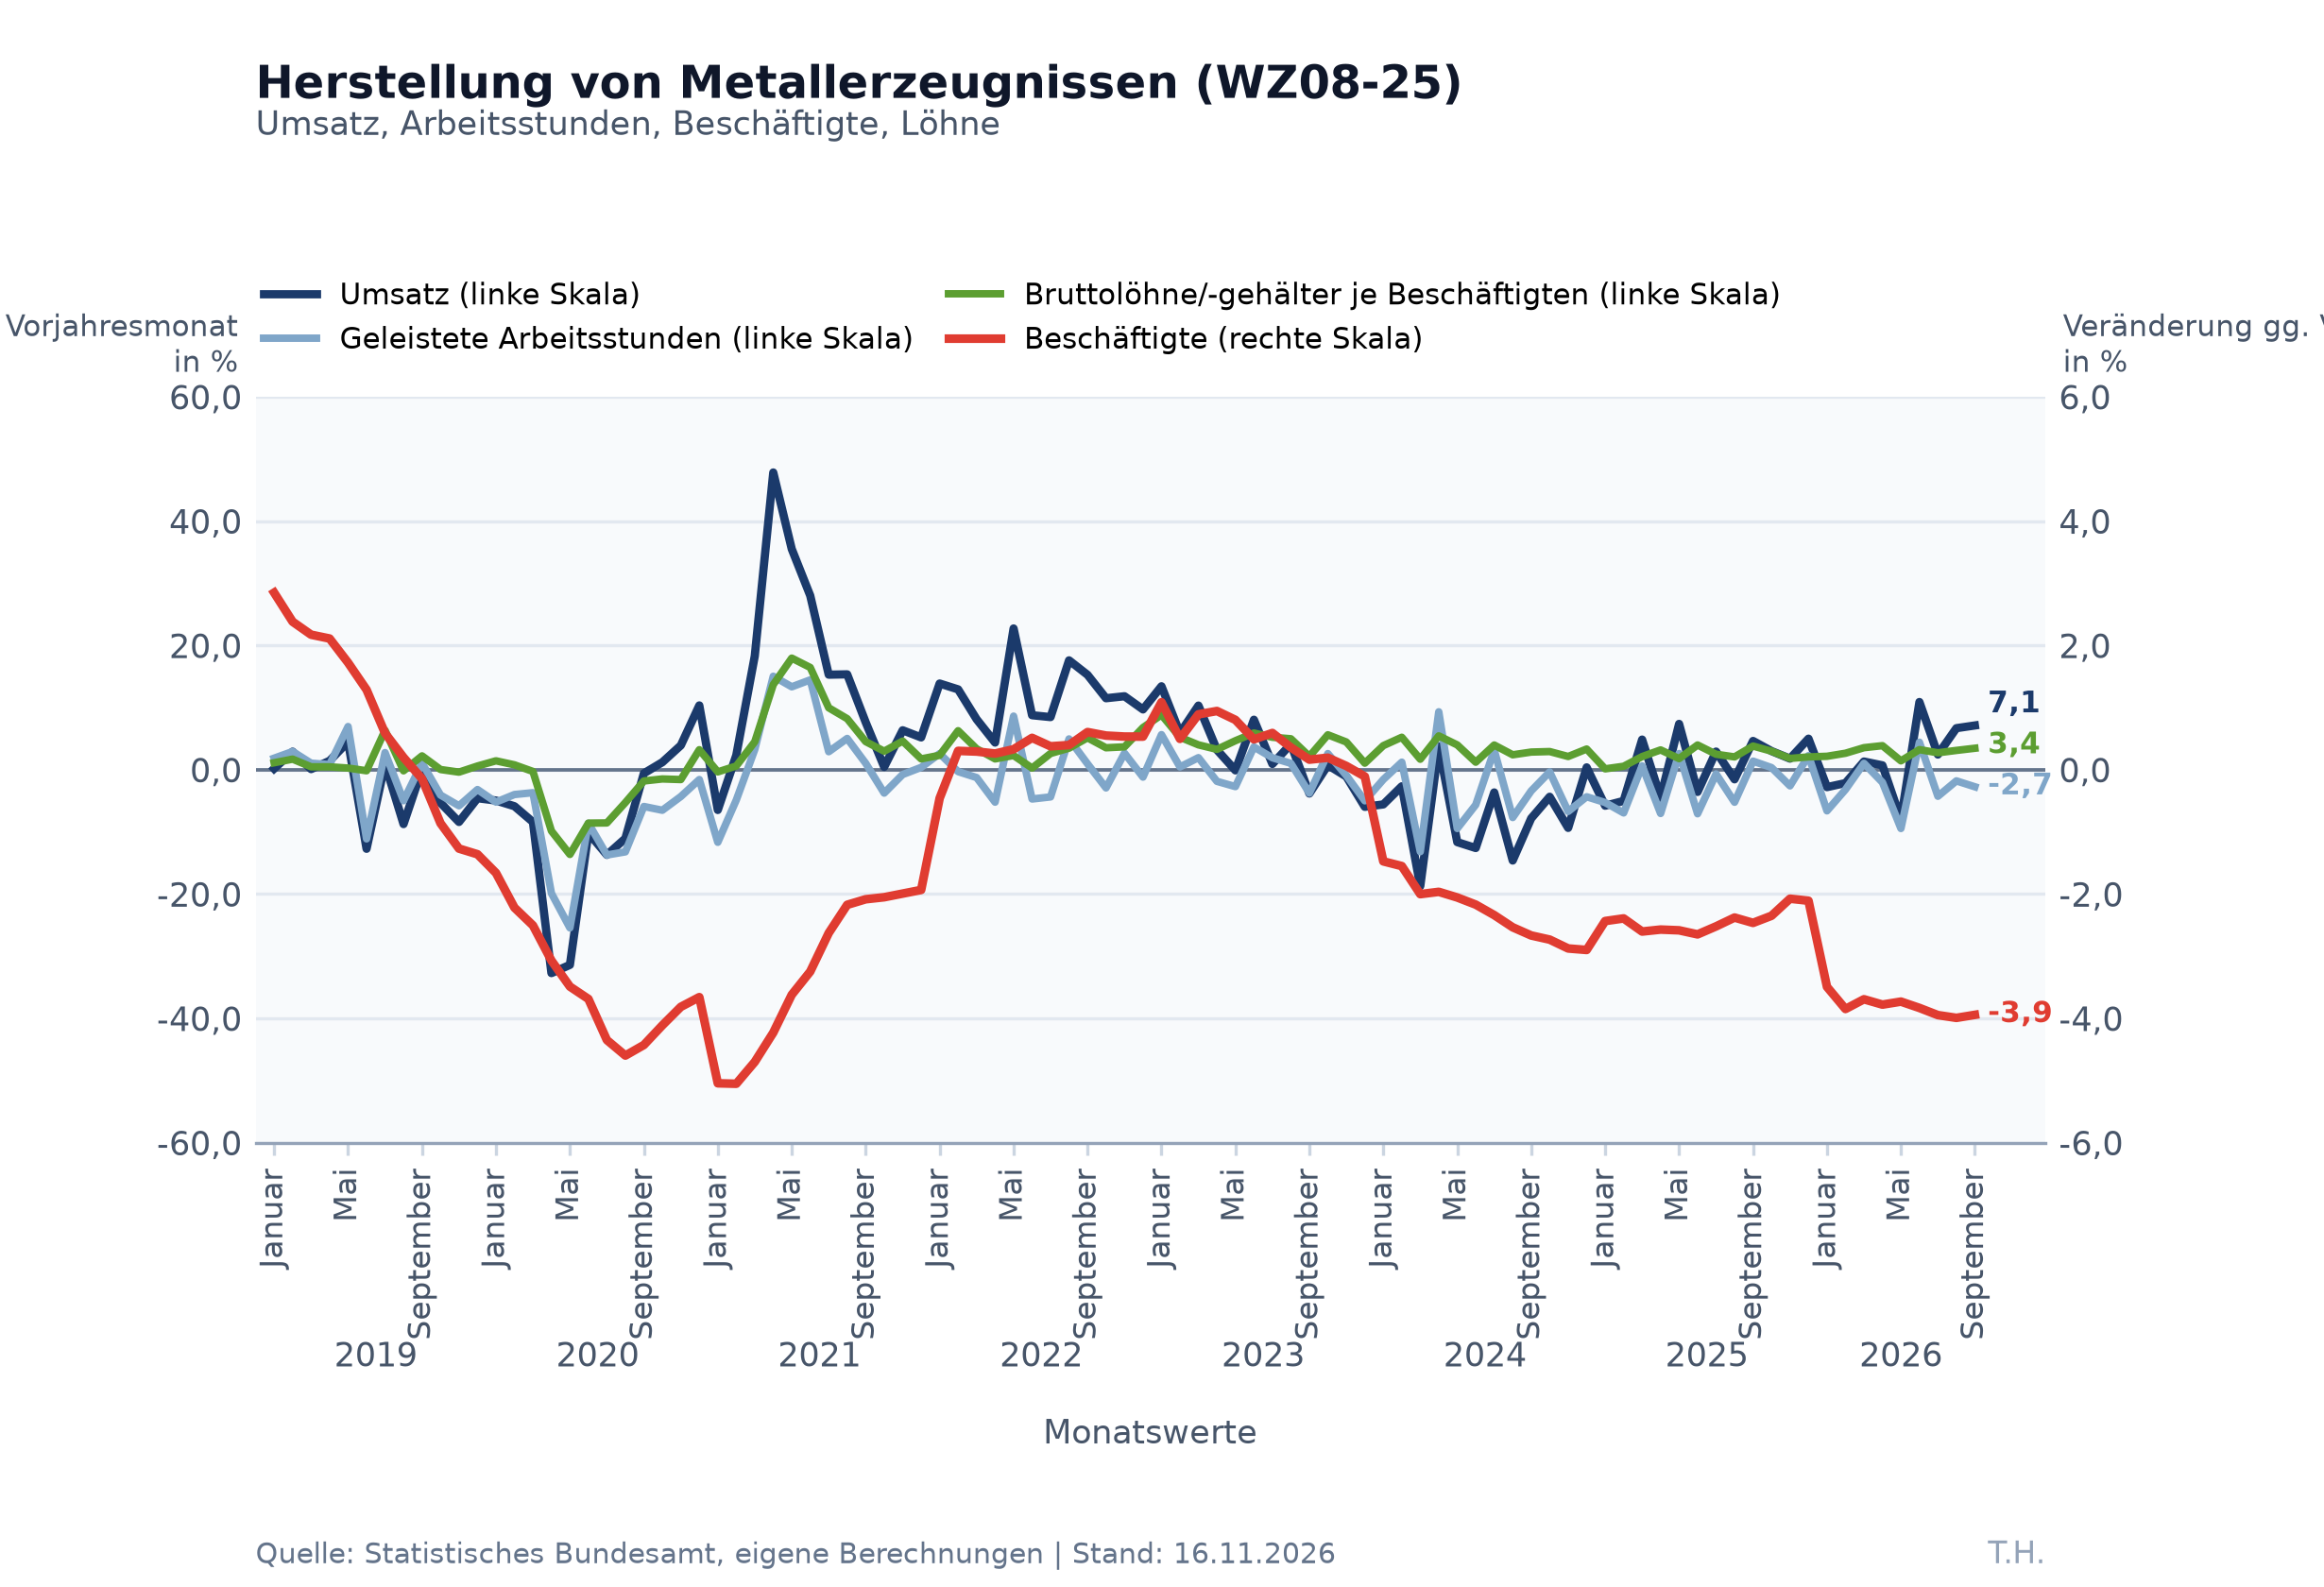 Herstellung von Metallerzeugnissen (WZ08-25)
Umsatz, Arbeitsstunden, Beschäftigte, Löhne
Umsatz (linke Skala)
Geleistete Arbeitsstunden (linke Skala)
Bruttolöhne/-gehälter je Beschäftigten (linke Skala)
Beschäftigte (rechte Skala)
Vorjahresmonat
in %
Veränderung gg.
in %
60,0
40,0
20,0
0,0
-20,0
-40,0
-60,0
6,0
4,0
2,0
0,0
-2,0
-4,0
-6,0
7,1
3,4
-2,7
-3,9
Januar
Mai
September
Januar
Mai
September
Januar
Mai
September
Januar
Mai
September
Januar
Mai
September
Januar
Mai
September
Januar
Mai
September
Januar
Mai
September
2019
2020
2021
2022
2023
2024
2025
2026
Monatswerte
Quelle: Statistisches Bundesamt, eigene Berechnungen | Stand: 16.11.2026
T.H.